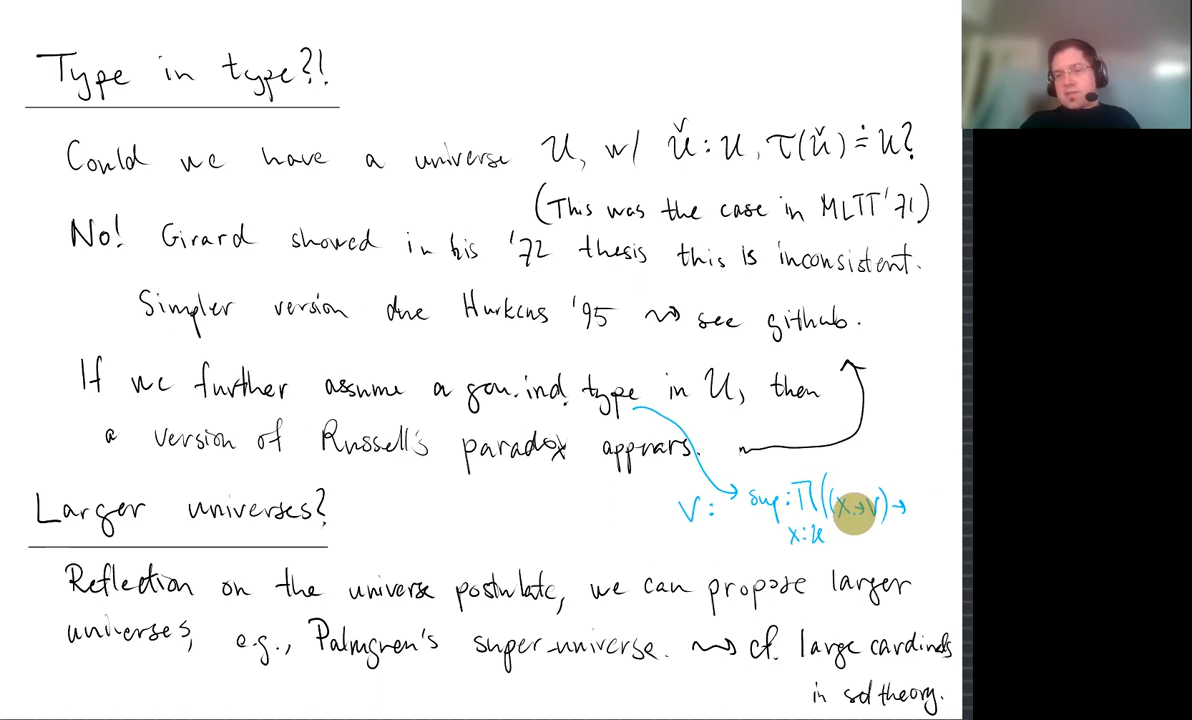 Type in type?!
Could we have a universe 𝒰, w/ ǔ : 𝒰, τ(ǔ) ≐ 𝒰?
(This was the case in MLTT'71)
No! Girard showed in his '72 thesis this is inconsistent.
Simpler version due Hurkens '95 ⇝ see github.
If we further assume a gen. ind. type in 𝒰, then
a version of Russell's paradox appears.
V: sup : Π ((X → V) →
X:𝒰
Larger universes?
Reflection on the universe postulate, we can propose larger
universes, e.g., Palmgren's super-universe. ⇝ cf. large cardinals
in set theory.